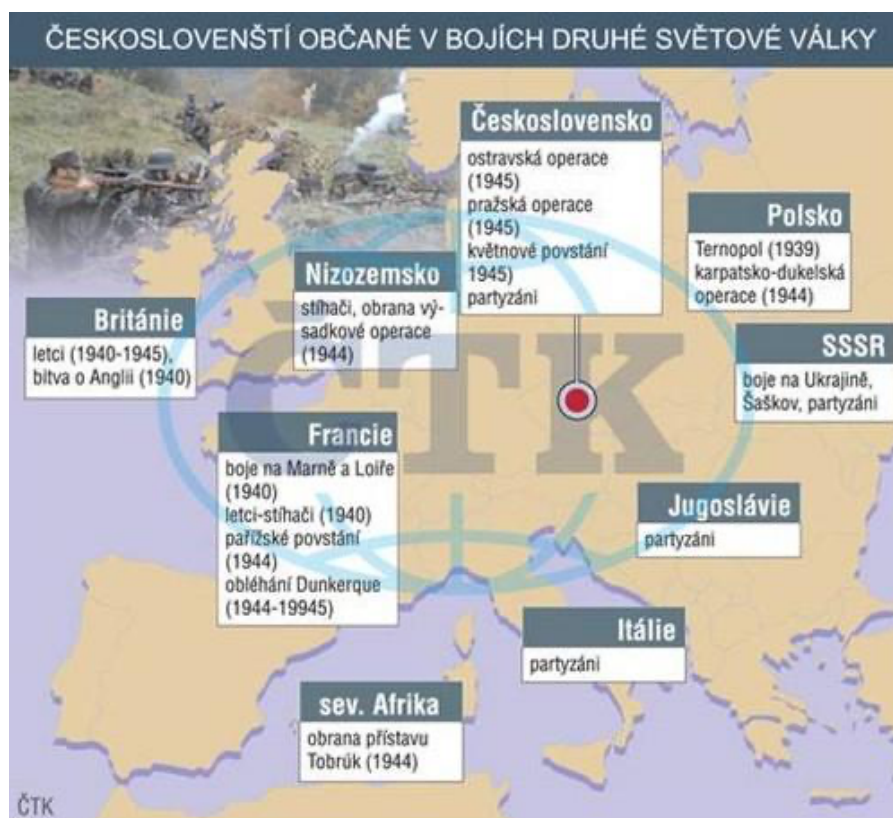 ČESKOSLOVENŠTÍ OBČANÉ V BOJÍCH DRUHÉ SVĚTOVÉ VÁLKY
Československo
ostravská operace
(1945)
pražská operace
(1945)
květnové povstání
1945)
partyzáni
Polsko
Ternopol (1939)
karpatsko-dukelská
operace (1944)
Nizozemsko
stíhači, obrana vý-
sadkové operace
(1944)
Británie
letci (1940-1945),
bitva o Anglii (1940)
SSSR
boje na Ukrajině,
Šaškov, partyzáni
Francie
boje na Marně a Loiře
(1940)
letci-stíhači (1940)
pařížské povstání
(1944)
obléhání Dunkerque
(1944-19945)
Jugoslávie
partyzáni
Itálie
partyzáni
sev. Afrika
obrana přístavu
Tobrúk (1944)
ČTK
ČTK